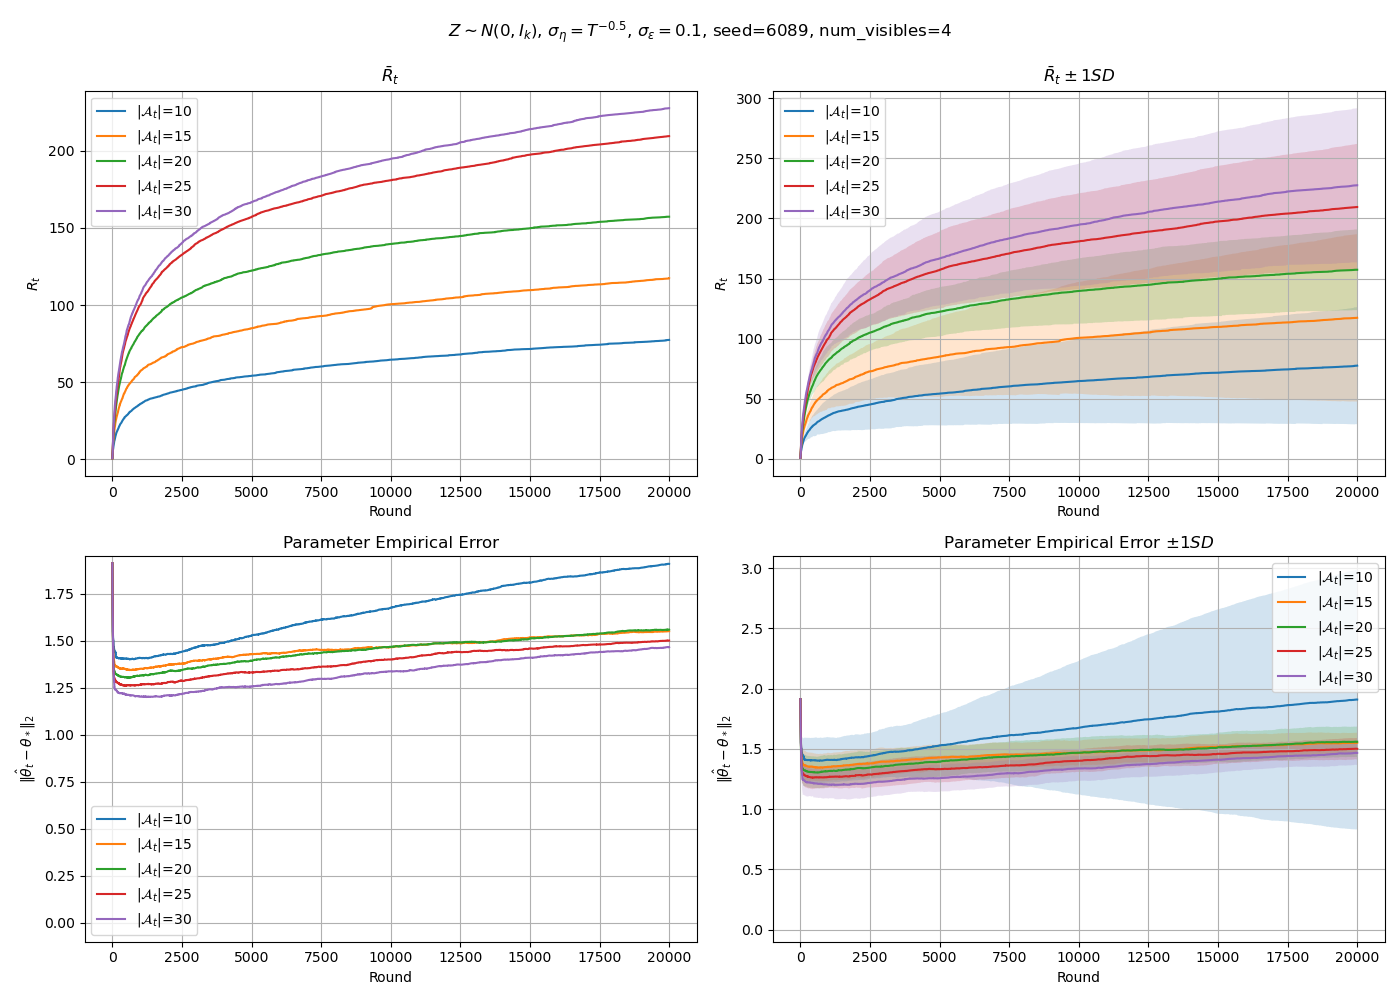 Z ∼ N(0, I_k), σ_η = T^{−0.5}, σ_ε = 0.1, seed=6089, num_visibles=4
R̄_t
R_t
200
150
100
50
0
|𝒜_t|=10
|𝒜_t|=15
|𝒜_t|=20
|𝒜_t|=25
|𝒜_t|=30
0 2500 5000 7500 10000 12500 15000 17500 20000
Round
R̄_t ± 1SD
R_t
300
250
200
150
100
50
0
|𝒜_t|=10
|𝒜_t|=15
|𝒜_t|=20
|𝒜_t|=25
|𝒜_t|=30
0 2500 5000 7500 10000 12500 15000 17500 20000
Round
Parameter Empirical Error
‖θ̂_t − θ_*‖_2
1.75
1.50
1.25
1.00
0.75
0.50
0.25
0.00
|𝒜_t|=10
|𝒜_t|=15
|𝒜_t|=20
|𝒜_t|=25
|𝒜_t|=30
0 2500 5000 7500 10000 12500 15000 17500 20000
Round
Parameter Empirical Error ±1SD
‖θ̂_t − θ_*‖_2
3.0
2.5
2.0
1.5
1.0
0.5
0.0
|𝒜_t|=10
|𝒜_t|=15
|𝒜_t|=20
|𝒜_t|=25
|𝒜_t|=30
0 2500 5000 7500 10000 12500 15000 17500 20000
Round